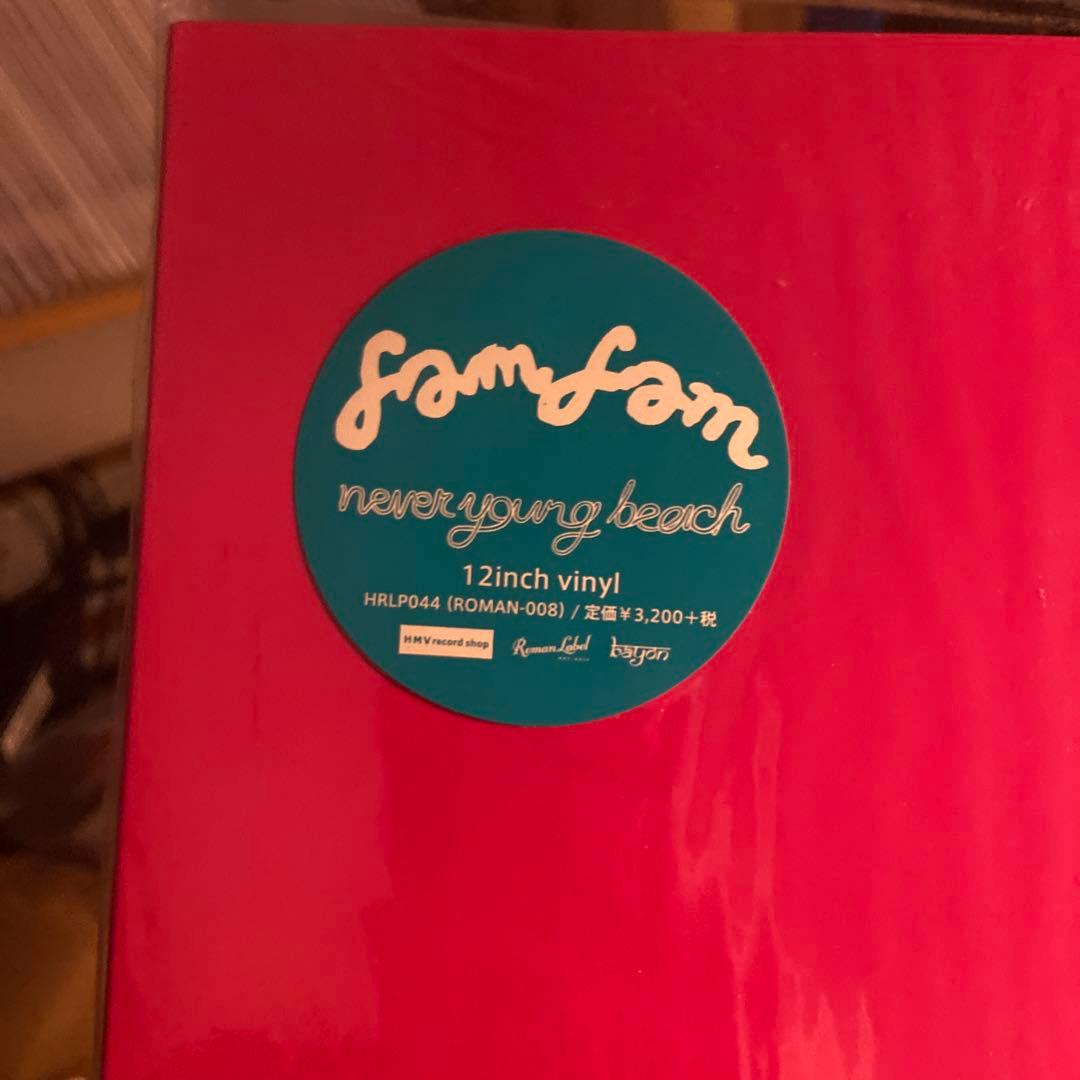 fam fam
never young beach
12inch vinyl
HRLP044 (ROMAN-008) / 定価¥3,200+税
HMV record shop Roman Label bayon